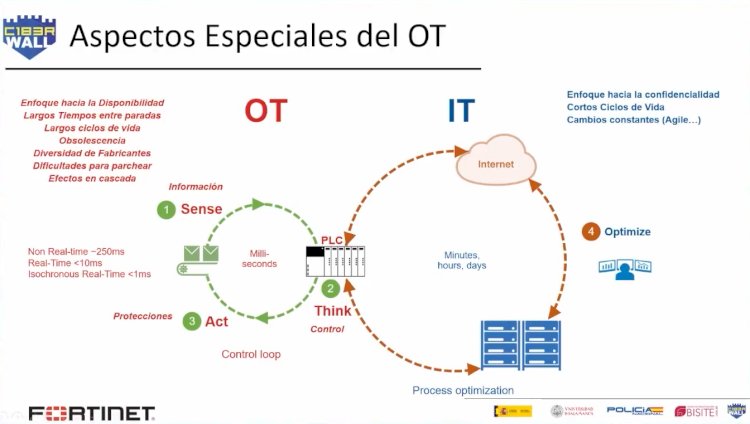 C1B3R
WALL
Aspectos Especiales del OT
Enfoque hacia la Disponibilidad
Largos Tiempos entre paradas
Largos ciclos de vida
Obsolescencia
Diversidad de Fabricantes
Dificultades para parchear
Efectos en cascada
OT
IT
Enfoque hacia la confidencialidad
Cortos Ciclos de Vida
Cambios constantes (Agile…)
Internet
Información
1 Sense
Non Real-time ~250ms
Real-Time <10ms
Isochronous Real-Time <1ms
Milli-
seconds
PLC
2
Think
Control
Protecciones
3 Act
Control loop
Minutes,
hours, days
4 Optimize
Process optimization
FORTINET
POLICIA
BISITE